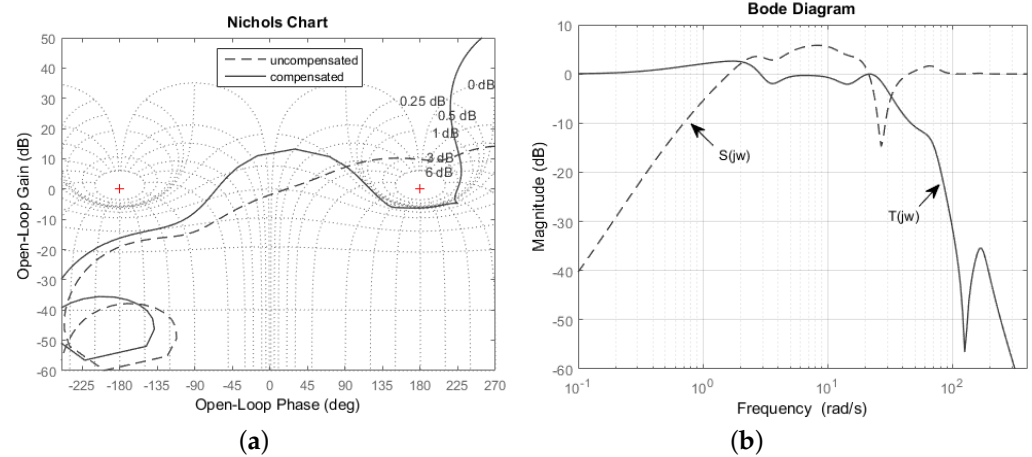 Nichols Chart
50
40
30
20
10
0
-10
-20
-30
-40
-50
-60
Open-Loop Gain (dB)
uncompensated
compensated
0 dB
0.25 dB
0.5 dB
1 dB
3 dB
6 dB
-225 -180 -135 -90 -45 0 45 90 135 180 225 270
Open-Loop Phase (deg)
(a)
Bode Diagram
10
0
-10
-20
-30
-40
-50
-60
Magnitude (dB)
S(jw)
T(jw)
10^-1 10^0 10^1 10^2
Frequency (rad/s)
(b)